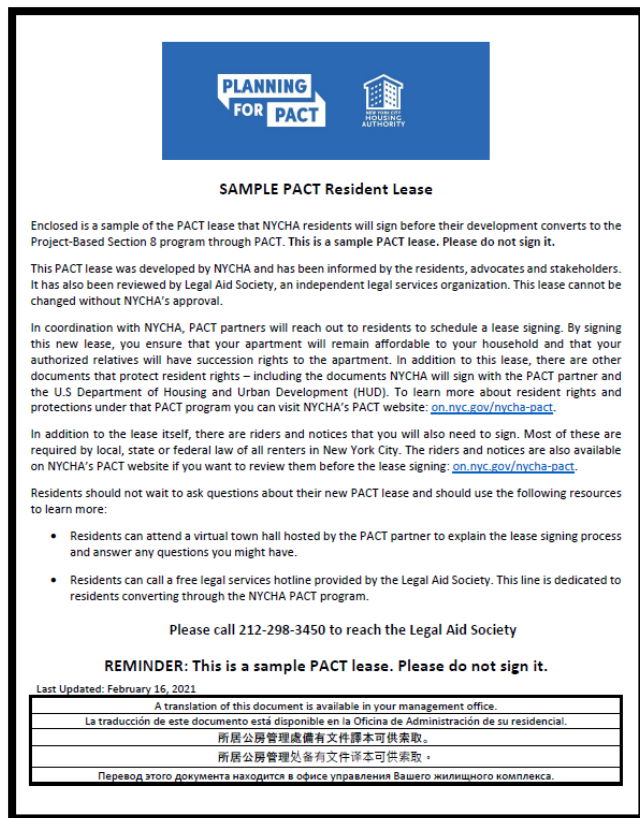 PLANNING
FOR PACT
NEW YORK CITY
HOUSING
AUTHORITY
SAMPLE PACT Resident Lease
Enclosed is a sample of the PACT lease that NYCHA residents will sign before their development converts to the
Project-Based Section 8 program through PACT. This is a sample PACT lease. Please do not sign it.
This PACT lease was developed by NYCHA and has been informed by the residents, advocates and stakeholders.
It has also been reviewed by Legal Aid Society, an independent legal services organization. This lease cannot be
changed without NYCHA's approval.
In coordination with NYCHA, PACT partners will reach out to residents to schedule a lease signing. By signing
this new lease, you ensure that your apartment will remain affordable to your household and that your
authorized relatives will have succession rights to the apartment. In addition to this lease, there are other
documents that protect resident rights – including the documents NYCHA will sign with the PACT partner and
the U.S Department of Housing and Urban Development (HUD). To learn more about resident rights and
protections under that PACT program you can visit NYCHA's PACT website: on.nyc.gov/nycha-pact.
In addition to the lease itself, there are riders and notices that you will also need to sign. Most of these are
required by local, state or federal law of all renters in New York City. The riders and notices are also available
on NYCHA's PACT website if you want to review them before the lease signing: on.nyc.gov/nycha-pact.
Residents should not wait to ask questions about their new PACT lease and should use the following resources
to learn more:
• Residents can attend a virtual town hall hosted by the PACT partner to explain the lease signing process
and answer any questions you might have.
• Residents can call a free legal services hotline provided by the Legal Aid Society. This line is dedicated to
residents converting through the NYCHA PACT program.
Please call 212-298-3450 to reach the Legal Aid Society
REMINDER: This is a sample PACT lease. Please do not sign it.
Last Updated: February 16, 2021
A translation of this document is available in your management office.
La traducción de este documento está disponible en la Oficina de Administración de su residencial.
所居公房管理處備有文件譯本可供索取。
所居公房管理处备有文件译本可供索取。
Перевод этого документа находится в офисе управления Вашего жилищного комплекса.